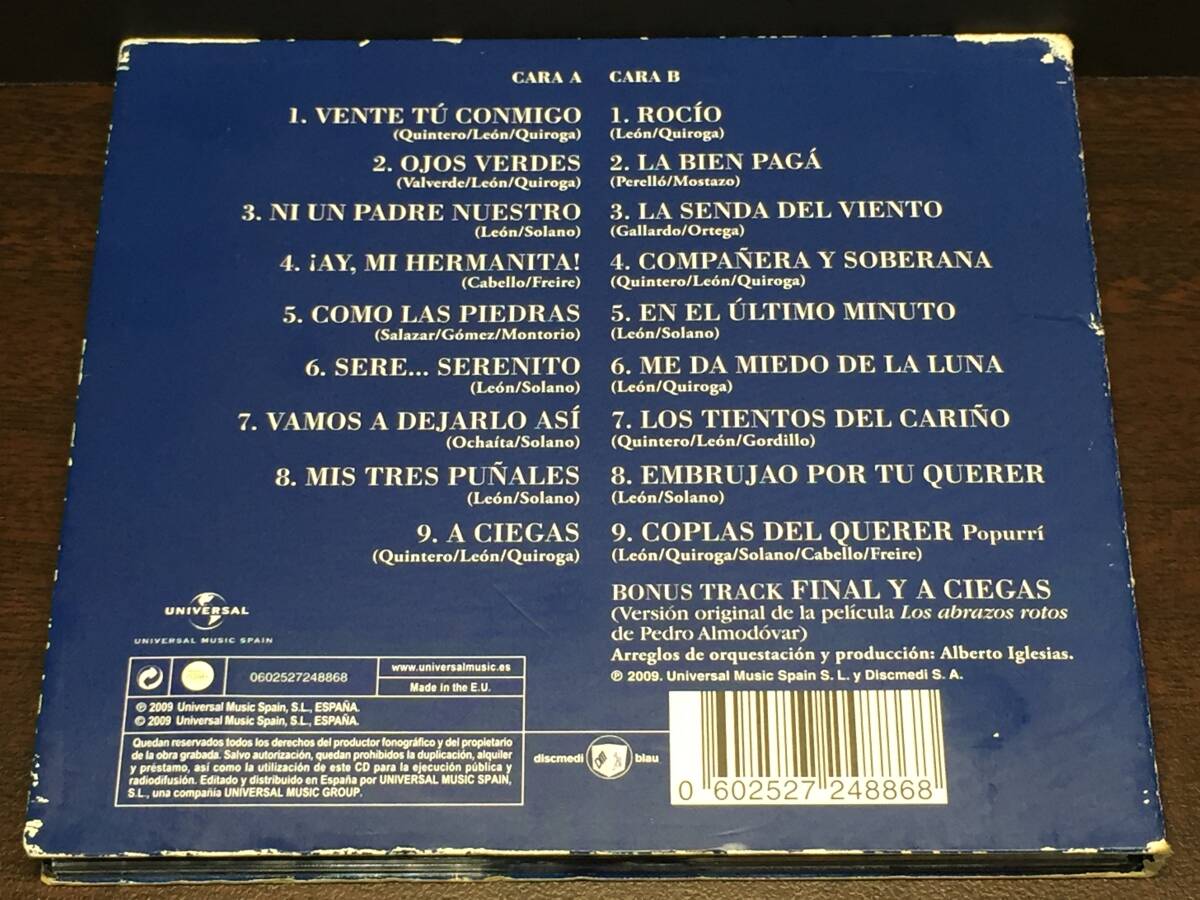 CARA A
1. VENTE TÚ CONMIGO
(Quintero/León/Quiroga)
2. OJOS VERDES
(Valverde/León/Quiroga)
3. NI UN PADRE NUESTRO
(León/Solano)
4. ¡AY, MI HERMANITA!
(Cabello/Freire)
5. COMO LAS PIEDRAS
(Salazar/Gómez/Montorio)
6. SERE... SERENITO
(León/Solano)
7. VAMOS A DEJARLO ASÍ
(Ochaíta/Solano)
8. MIS TRES PUÑALES
(León/Solano)
9. A CIEGAS
(Quintero/León/Quiroga)
CARA B
1. ROCÍO
(León/Quiroga)
2. LA BIEN PAGÁ
(Perelló/Mostazo)
3. LA SENDA DEL VIENTO
(Gallardo/Ortega)
4. COMPAÑERA Y SOBERANA
(Quintero/León/Quiroga)
5. EN EL ÚLTIMO MINUTO
(León/Solano)
6. ME DA MIEDO DE LA LUNA
(León/Quiroga)
7. LOS TIENTOS DEL CARIÑO
(Quintero/León/Gordillo)
8. EMBRUJAO POR TU QUERER
(León/Solano)
9. COPLAS DEL QUERER Popurrí
(León/Quiroga/Solano/Cabello/Freire)
BONUS TRACK FINAL Y A CIEGAS
(Versión original de la película Los abrazos rotos
de Pedro Almodóvar)
Arreglos de orquestación y producción: Alberto Iglesias.
℗ 2009. Universal Music Spain S. L. y Discmedi S. A.
UNIVERSAL
UNIVERSAL MUSIC SPAIN
0602527248868
www.universalmusic.es
Made in the E.U.
℗ 2009 Universal Music Spain, S.L., ESPAÑA.
© 2009 Universal Music Spain, S.L., ESPAÑA.
Quedan reservados todos los derechos del productor fonográfico y del propietario
de la obra grabada. Salvo autorización, quedan prohibidos la duplicación, alquiler
y préstamo, así como la utilización de este CD para la ejecución pública y
radiodifusión. Editado y distribuido en España por UNIVERSAL MUSIC SPAIN,
S.L., una compañía UNIVERSAL MUSIC GROUP.
discmedi blau
0 602527 248868